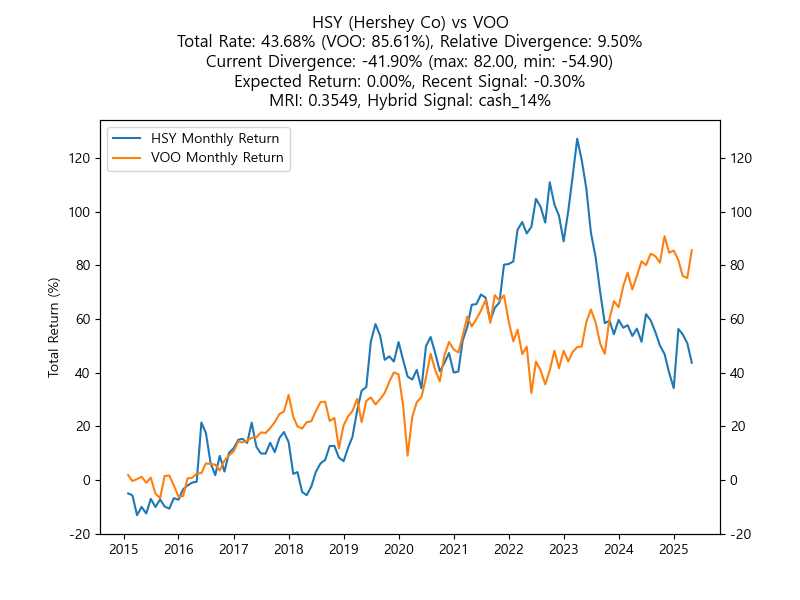 HSY (Hershey Co) vs VOO
Total Rate: 43.68% (VOO: 85.61%), Relative Divergence: 9.50%
Current Divergence: -41.90% (max: 82.00, min: -54.90)
Expected Return: 0.00%, Recent Signal: -0.30%
MRI: 0.3549, Hybrid Signal: cash_14%
HSY Monthly Return
VOO Monthly Return
Total Return (%)
120 120
100 100
80 80
60 60
40 40
20 20
0 0
-20 -20
2015 2016 2017 2018 2019 2020 2021 2022 2023 2024 2025